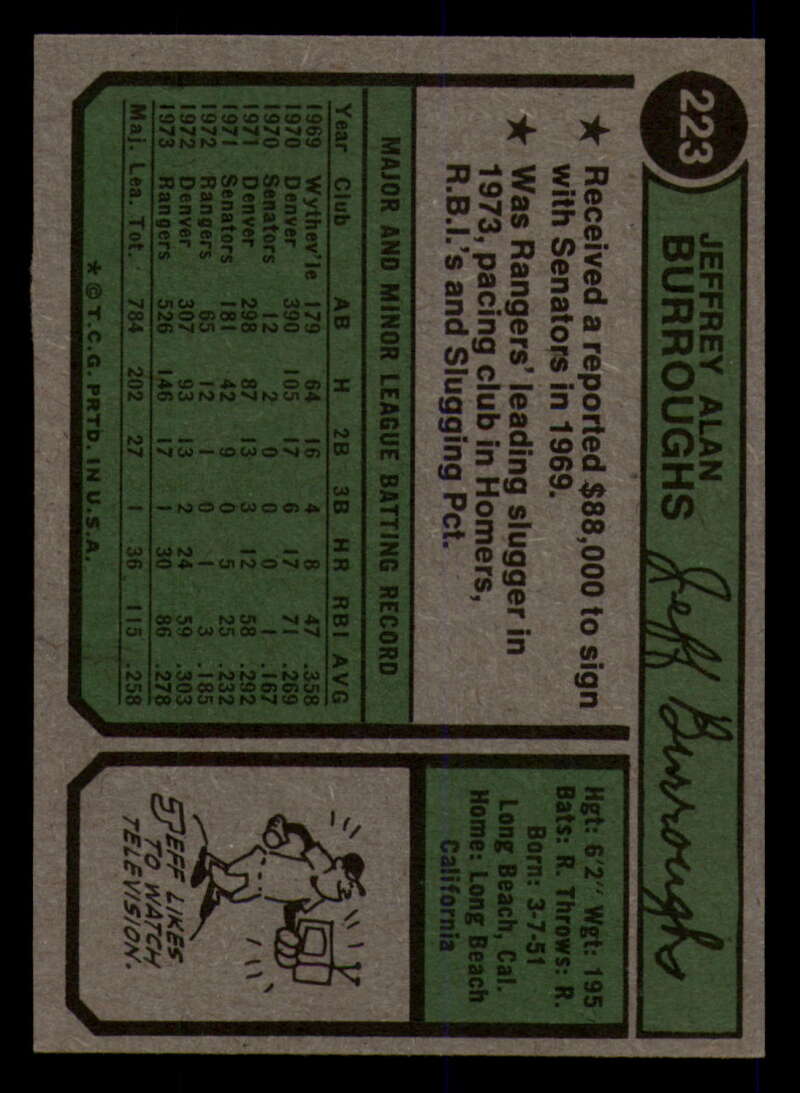 223
JEFFREY ALAN
BURROUGHS
Jeff Burroughs
★ Received a reported $88,000 to sign
with Senators in 1969.
★ Was Rangers' leading slugger in
1973, pacing club in Homers,
R.B.I.'s and Slugging Pct.
Hgt: 6'2" Wgt: 195
Bats: R. Throws: R.
Born: 3-7-51
Long Beach, Cal.
Home: Long Beach
California
MAJOR AND MINOR LEAGUE BATTING RECORD
Year Club AB H 2B 3B HR RBI AVG
1969 Wythev'le 179 64 16 4 8 47 .358
1970 Denver 390 105 17 6 17 71 .269
1970 Senators 12 2 0 0 0 1 .167
1971 Denver 298 87 13 3 12 58 .292
1971 Senators 181 42 9 0 5 25 .232
1972 Rangers 65 12 1 0 1 3 .185
1972 Denver 307 93 13 2 24 59 .303
1973 Rangers 526 146 17 1 30 86 .278
Maj. Lea. Tot. 784 202 27 1 36 115 .258
* © T.C.G. PRTD. IN U.S.A.
JEFF LIKES
TO WATCH
TELEVISION.